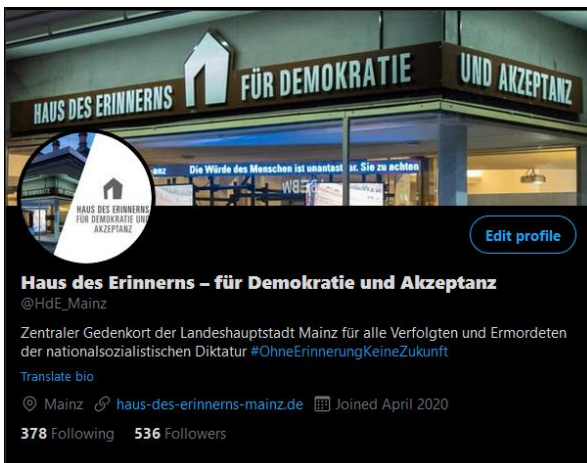 HAUS DES ERINNERNS FÜR DEMOKRATIE UND AKZEPTANZ
anz Die Würde des Menschen ist unantastbar. Sie zu achten
HAUS DES ERINNERNS
FÜR DEMOKRATIE UND
AKZEPTANZ
Edit profile
Haus des Erinnerns – für Demokratie und Akzeptanz
@HdE_Mainz
Zentraler Gedenkort der Landeshauptstadt Mainz für alle Verfolgten und Ermordeten
der nationalsozialistischen Diktatur #OhneErinnerungKeineZukunft
Translate bio
Mainz haus-des-erinnerns-mainz.de Joined April 2020
378 Following 536 Followers